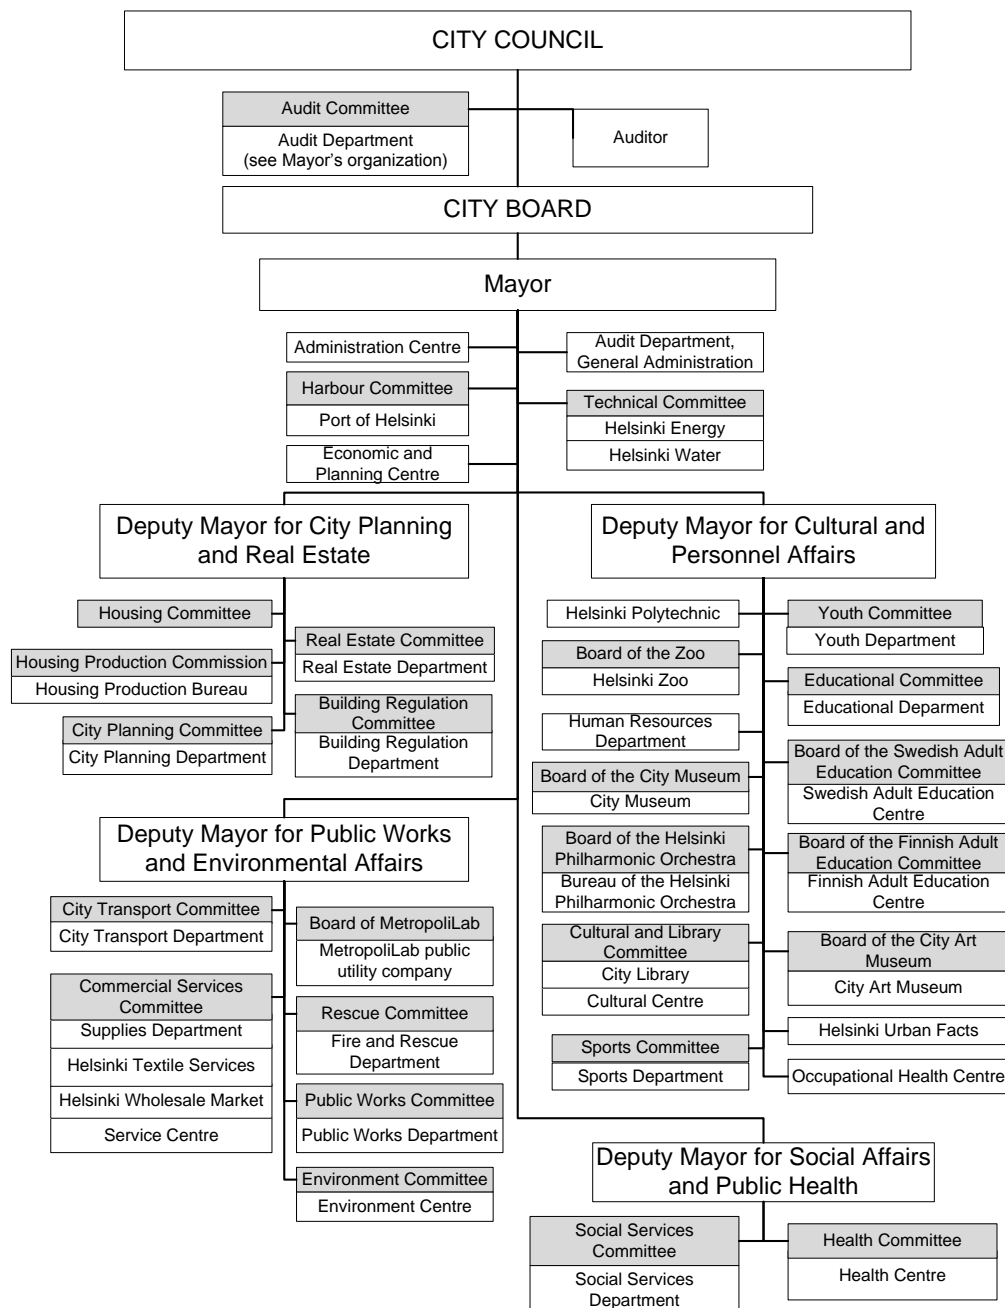 CITY COUNCIL
Audit Committee
Audit Department
(see Mayor's organization)
Auditor
CITY BOARD
Mayor
Administration Centre
Audit Department,
General Administration
Harbour Committee
Port of Helsinki
Technical Committee
Helsinki Energy
Helsinki Water
Economic and
Planning Centre
Deputy Mayor for City Planning
and Real Estate
Housing Committee
Real Estate Committee
Real Estate Department
Housing Production Commission
Housing Production Bureau
Building Regulation
Committee
Building Regulation
Department
City Planning Committee
City Planning Department
Deputy Mayor for Cultural and
Personnel Affairs
Helsinki Polytechnic
Youth Committee
Youth Department
Board of the Zoo
Helsinki Zoo
Educational Committee
Educational Deparment
Human Resources
Department
Board of the Swedish Adult
Education Committee
Swedish Adult Education
Centre
Board of the City Museum
City Museum
Board of the Helsinki
Philharmonic Orchestra
Bureau of the Helsinki
Philharmonic Orchestra
Board of the Finnish Adult
Education Committee
Finnish Adult Education
Centre
Cultural and Library
Committee
City Library
Cultural Centre
Board of the City Art
Museum
City Art Museum
Helsinki Urban Facts
Sports Committee
Sports Department
Occupational Health Centre
Deputy Mayor for Public Works
and Environmental Affairs
City Transport Committee
City Transport Department
Board of MetropoliLab
MetropoliLab public
utility company
Commercial Services
Committee
Supplies Department
Helsinki Textile Services
Helsinki Wholesale Market
Service Centre
Rescue Committee
Fire and Rescue
Department
Public Works Committee
Public Works Department
Environment Committee
Environment Centre
Deputy Mayor for Social Affairs
and Public Health
Social Services
Committee
Social Services
Department
Health Committee
Health Centre